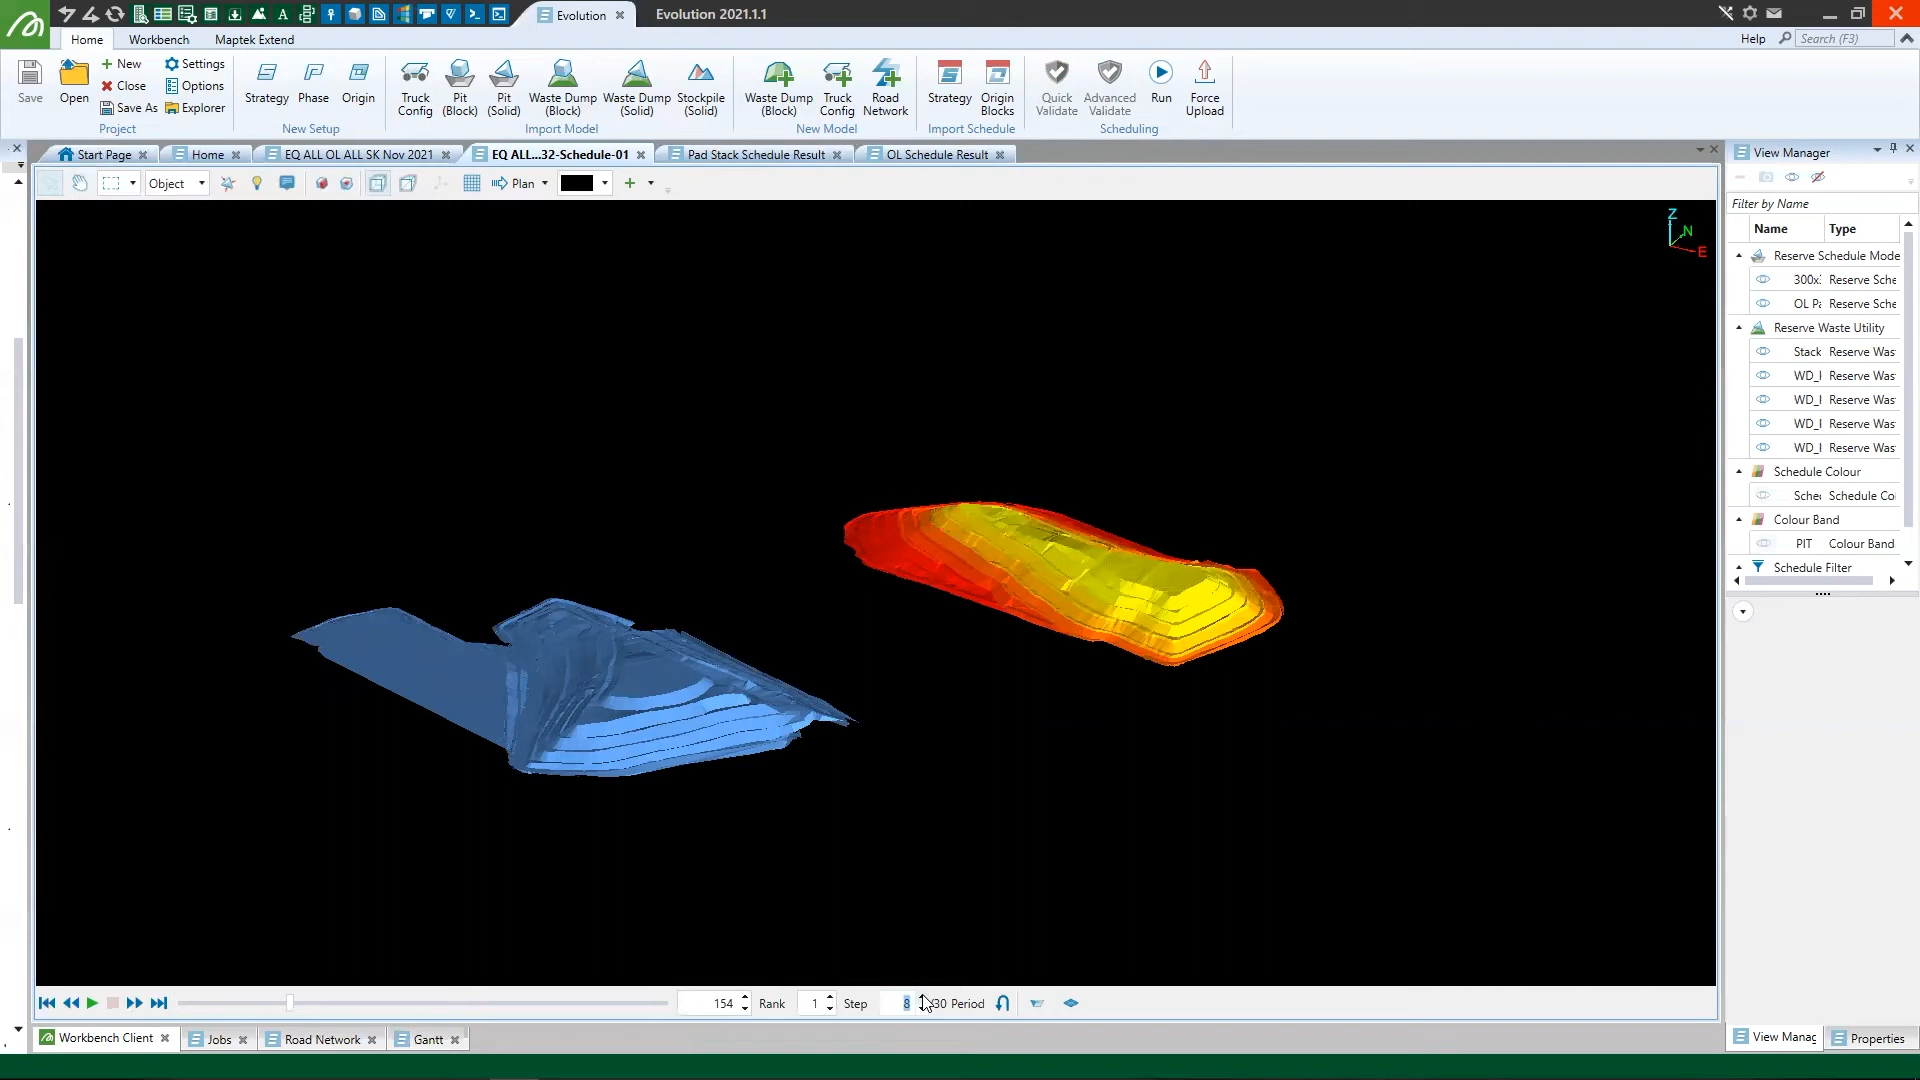 Evolution
Evolution 2021.1.1
Home
Workbench
Maptek Extend
Help
Search (F3)
Save
Open
New
Close
Save As
Settings
Options
Explorer
Project
Strategy
Phase
Origin
New Setup
Truck Config
Pit (Block)
Pit (Solid)
Waste Dump (Block)
Waste Dump (Solid)
Stockpile (Solid)
Import Model
Waste Dump (Block)
Truck Config
Road Network
New Model
Strategy
Origin Blocks
Import Schedule
Quick Validate
Advanced Validate
Run
Force Upload
Scheduling
Start Page
Home
EQ ALL OL ALL SK Nov 2021
EQ ALL...32-Schedule-01
Pad Stack Schedule Result
OL Schedule Result
Object
Plan
Z
N
E
View Manager
Filter by Name
Name Type
Reserve Schedule Mode
300x Reserve Sche
OL Pa Reserve Sche
Reserve Waste Utility
Stack Reserve Was
WD_ Reserve Was
WD_ Reserve Was
WD_ Reserve Was
WD_ Reserve Was
Schedule Colour
Sche Schedule Co
Colour Band
PIT Colour Band
Schedule Filter
154 Rank 1 Step 8 /30 Period
Workbench Client
Jobs
Road Network
Gantt
View Manag
Properties